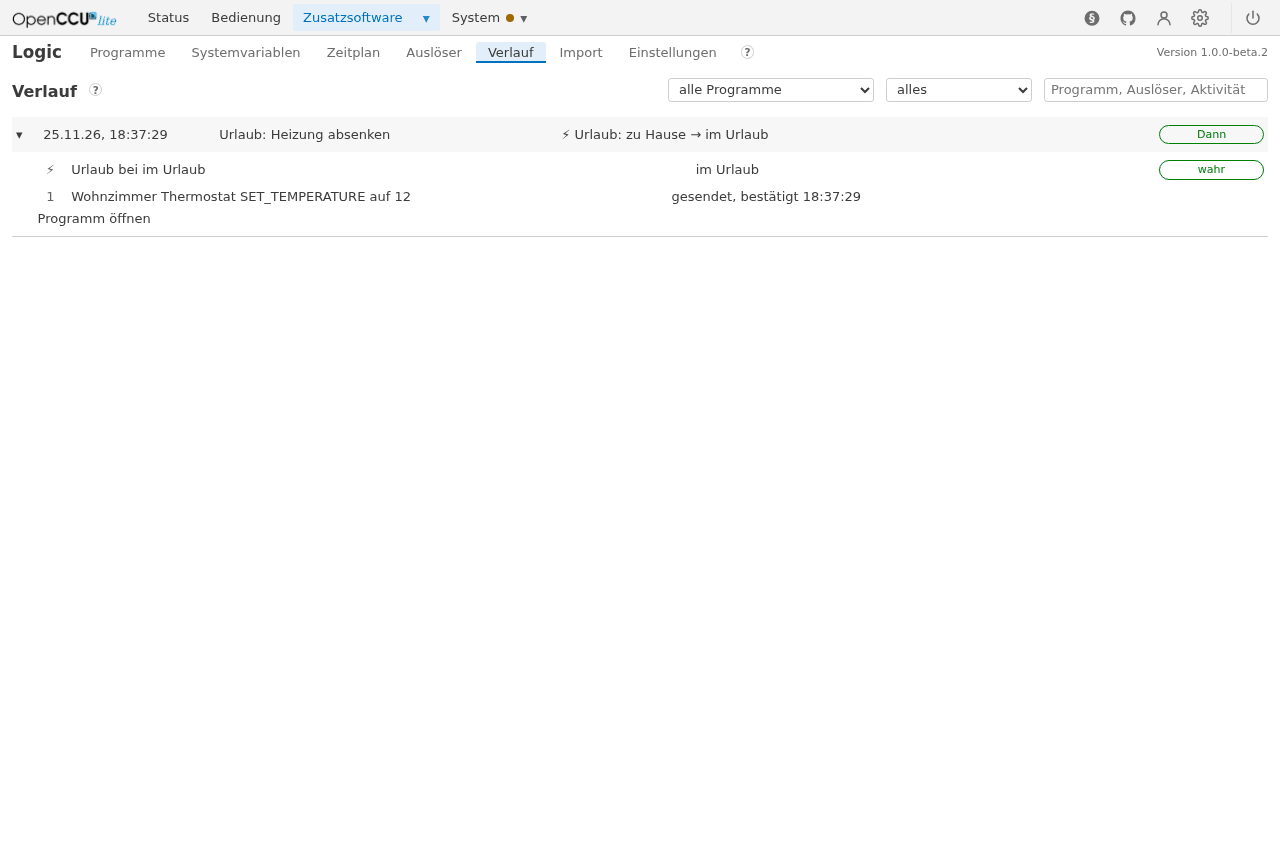 OpenCCU lite Status Bedienung Zusatzsoftware ▼ System ▼ §
Logic Programme Systemvariablen Zeitplan Auslöser Verlauf Import Einstellungen ? Version 1.0.0-beta.2
Verlauf ? alle Programme alles Programm, Auslöser, Aktivität
▾ 25.11.26, 18:37:29 Urlaub: Heizung absenken ⚡ Urlaub: zu Hause → im Urlaub Dann
⚡ Urlaub bei im Urlaub im Urlaub wahr
1 Wohnzimmer Thermostat SET_TEMPERATURE auf 12 gesendet, bestätigt 18:37:29
Programm öffnen